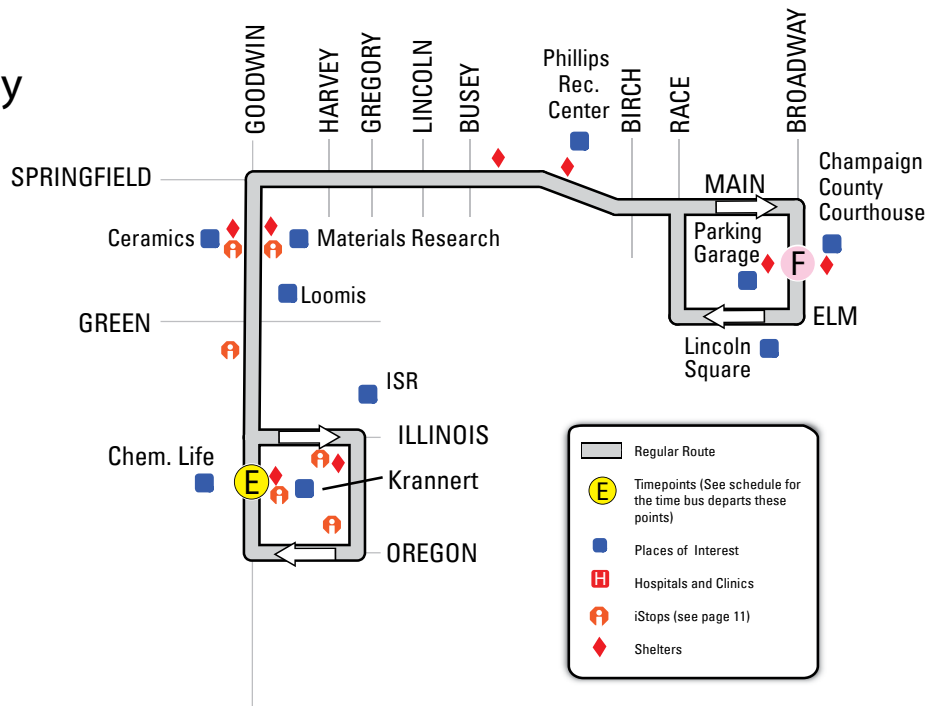 y
GOODWIN
HARVEY
GREGORY
LINCOLN
BUSEY
Phillips
Rec.
Center
BIRCH
RACE
BROADWAY
SPRINGFIELD
MAIN
Champaign
County
Courthouse
Ceramics
Materials Research
Parking
Garage
F
Loomis
GREEN
ELM
Lincoln
Square
ISR
ILLINOIS
Chem. Life
E
Krannert
OREGON
Regular Route
E
Timepoints (See schedule for
the time bus departs these
points)
Places of Interest
H
Hospitals and Clinics
iStops (see page 11)
Shelters